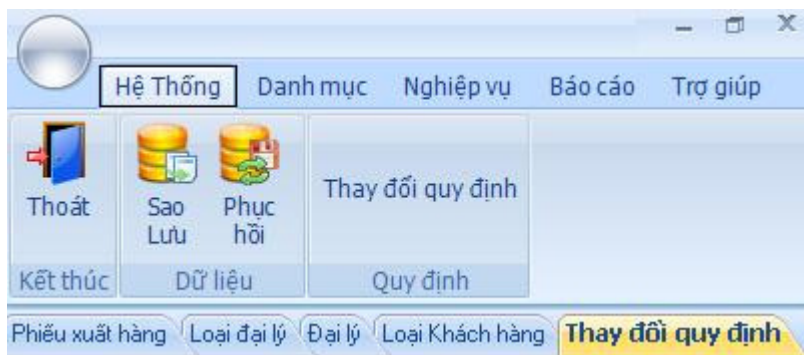 Hệ Thống Danh mục Nghiệp vụ Báo cáo Trợ giúp
Thoát
Sao Lưu
Phục hồi
Thay đổi quy định
Kết thúc Dữ liệu Quy định
Phiếu xuất hàng Loại đại lý Đại lý Loại Khách hàng Thay đổi quy định